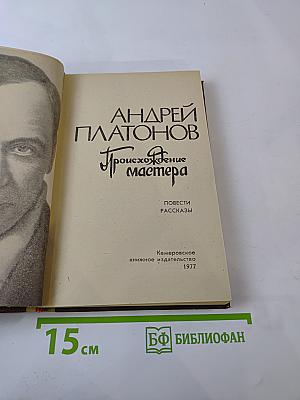 АНДРЕЙ
ПЛАТОНОВ
Происхождение
мастера
ПОВЕСТИ
РАССКАЗЫ
Кемеровское
книжное издательство
1977
15 см
БФ БИБЛИОФАН